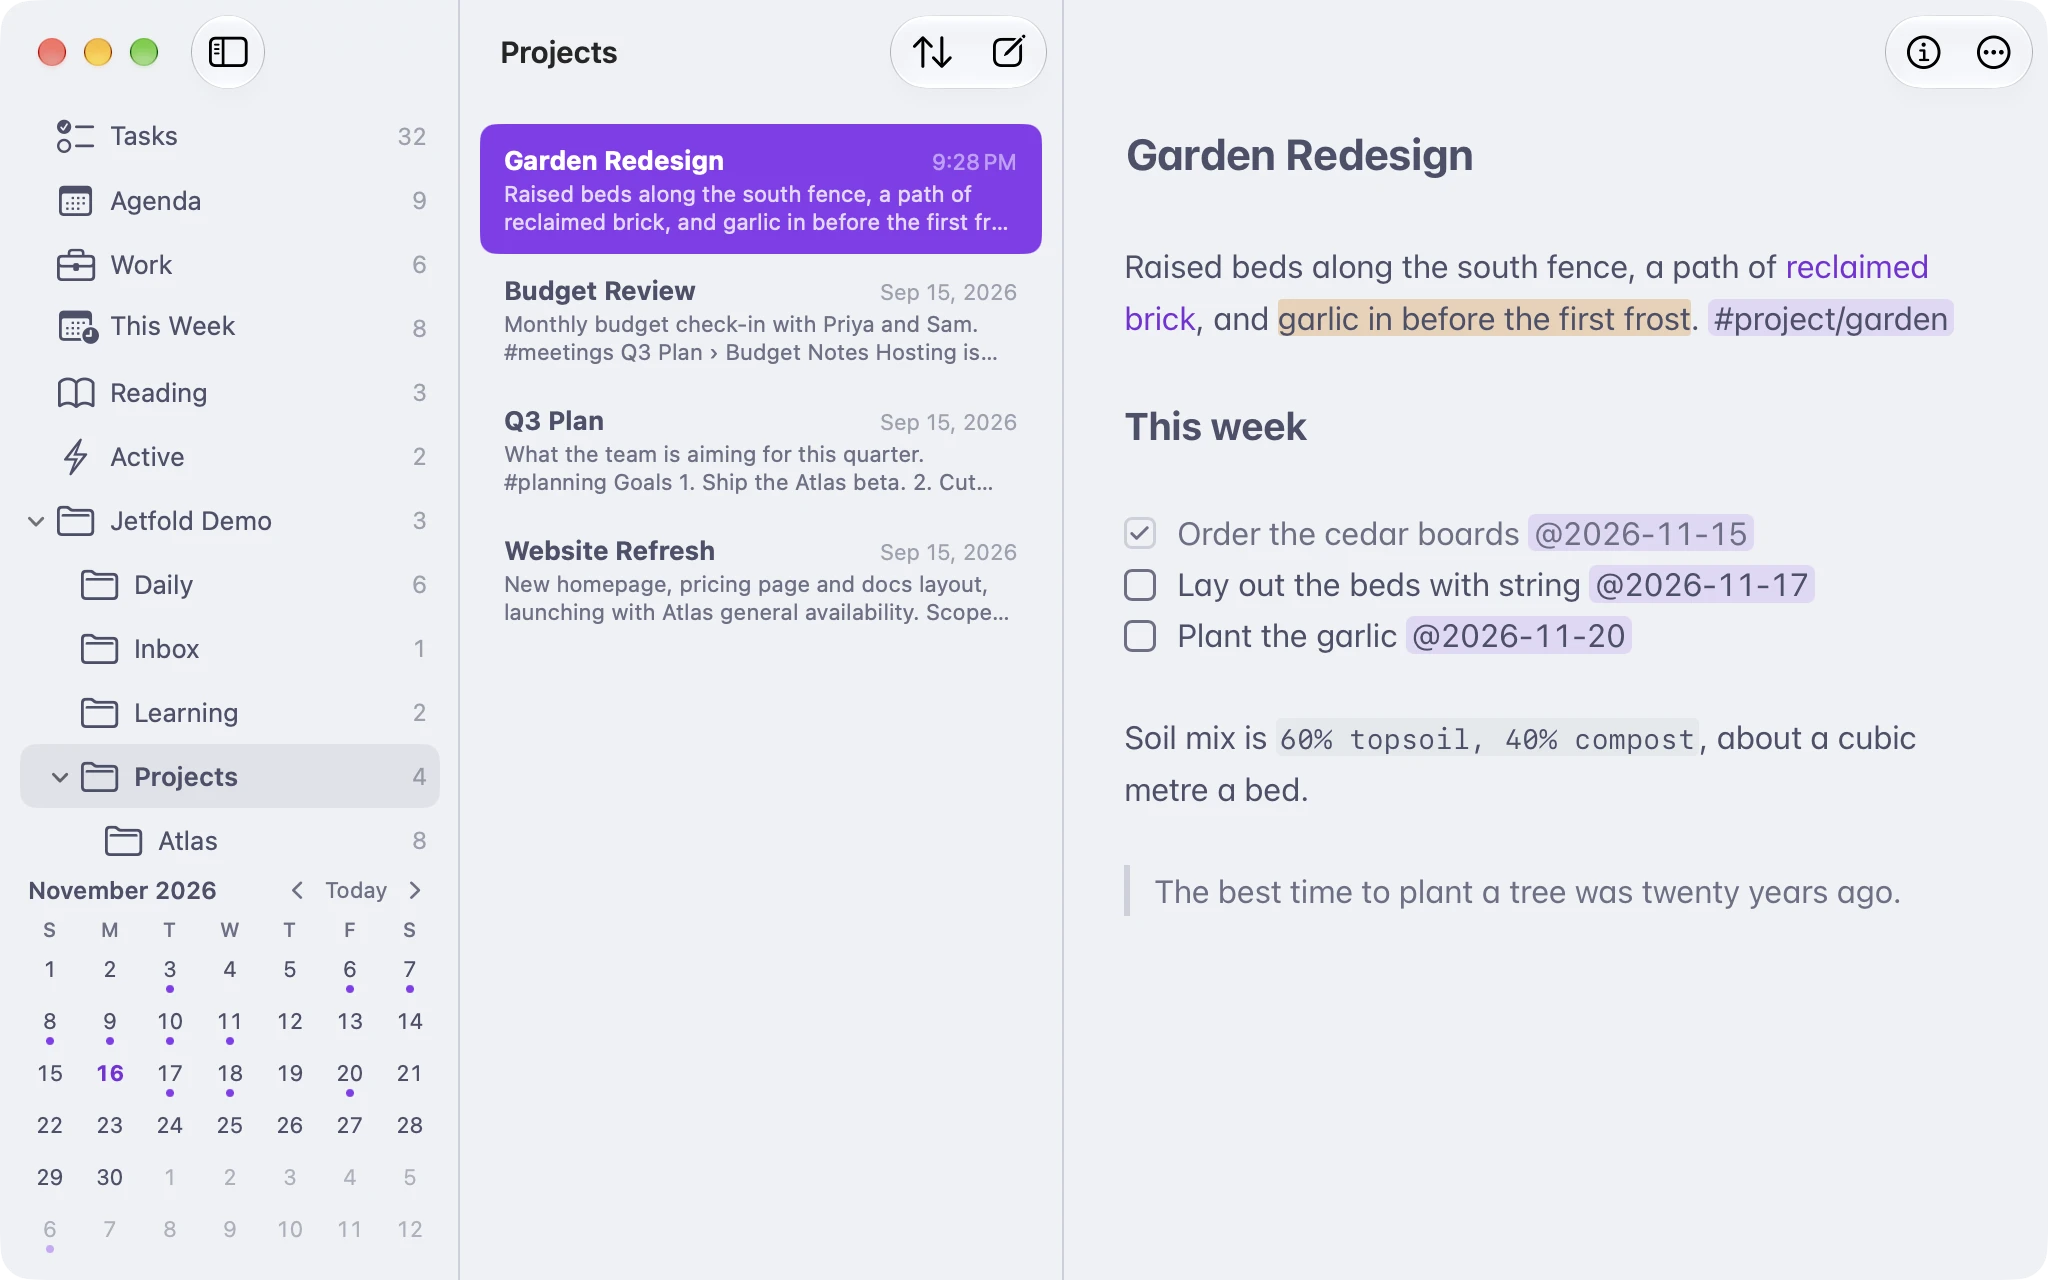 Tasks 32
Agenda 9
Work 6
This Week 8
Reading 3
Active 2
Jetfold Demo 3
Daily 6
Inbox 1
Learning 2
Projects 4
Atlas 8
November 2026 Today
S M T W T F S
1 2 3 4 5 6 7
8 9 10 11 12 13 14
15 16 17 18 19 20 21
22 23 24 25 26 27 28
29 30 1 2 3 4 5
6 7 8 9 10 11 12
Projects
Garden Redesign 9:28 PM
Raised beds along the south fence, a path of
reclaimed brick, and garlic in before the first fr...
Budget Review Sep 15, 2026
Monthly budget check-in with Priya and Sam.
#meetings Q3 Plan › Budget Notes Hosting is...
Q3 Plan Sep 15, 2026
What the team is aiming for this quarter.
#planning Goals 1. Ship the Atlas beta. 2. Cut...
Website Refresh Sep 15, 2026
New homepage, pricing page and docs layout,
launching with Atlas general availability. Scope...
Garden Redesign
Raised beds along the south fence, a path of reclaimed
brick, and garlic in before the first frost. #project/garden
This week
Order the cedar boards @2026-11-15
Lay out the beds with string @2026-11-17
Plant the garlic @2026-11-20
Soil mix is 60% topsoil, 40% compost, about a cubic
metre a bed.
The best time to plant a tree was twenty years ago.